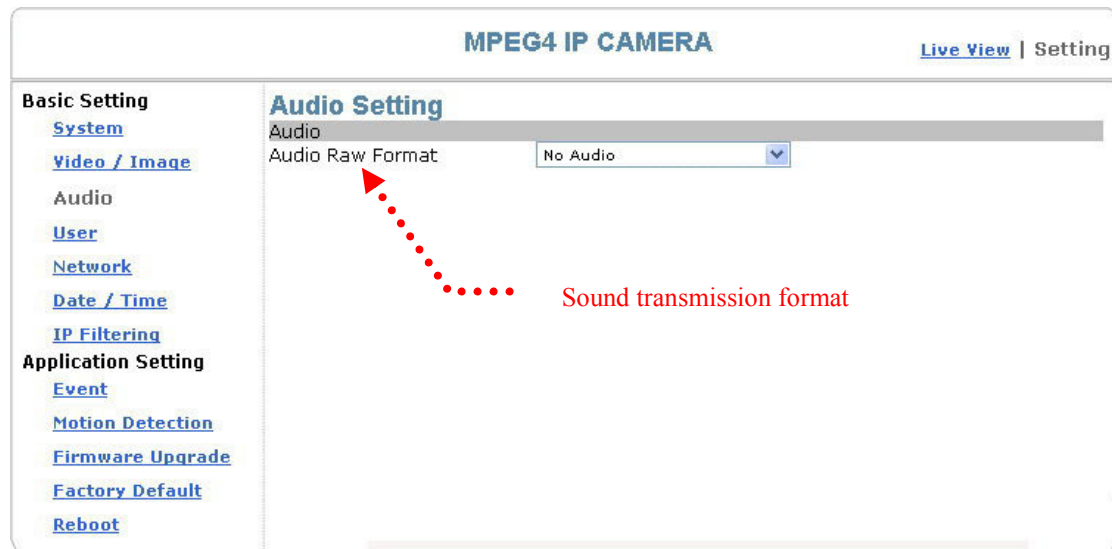 MPEG4 IP CAMERA
Live View | Setting
Basic Setting
System
Video / Image
Audio
User
Network
Date / Time
IP Filtering
Application Setting
Event
Motion Detection
Firmware Upgrade
Factory Default
Reboot
Audio Setting
Audio
Audio Raw Format No Audio
Sound transmission format